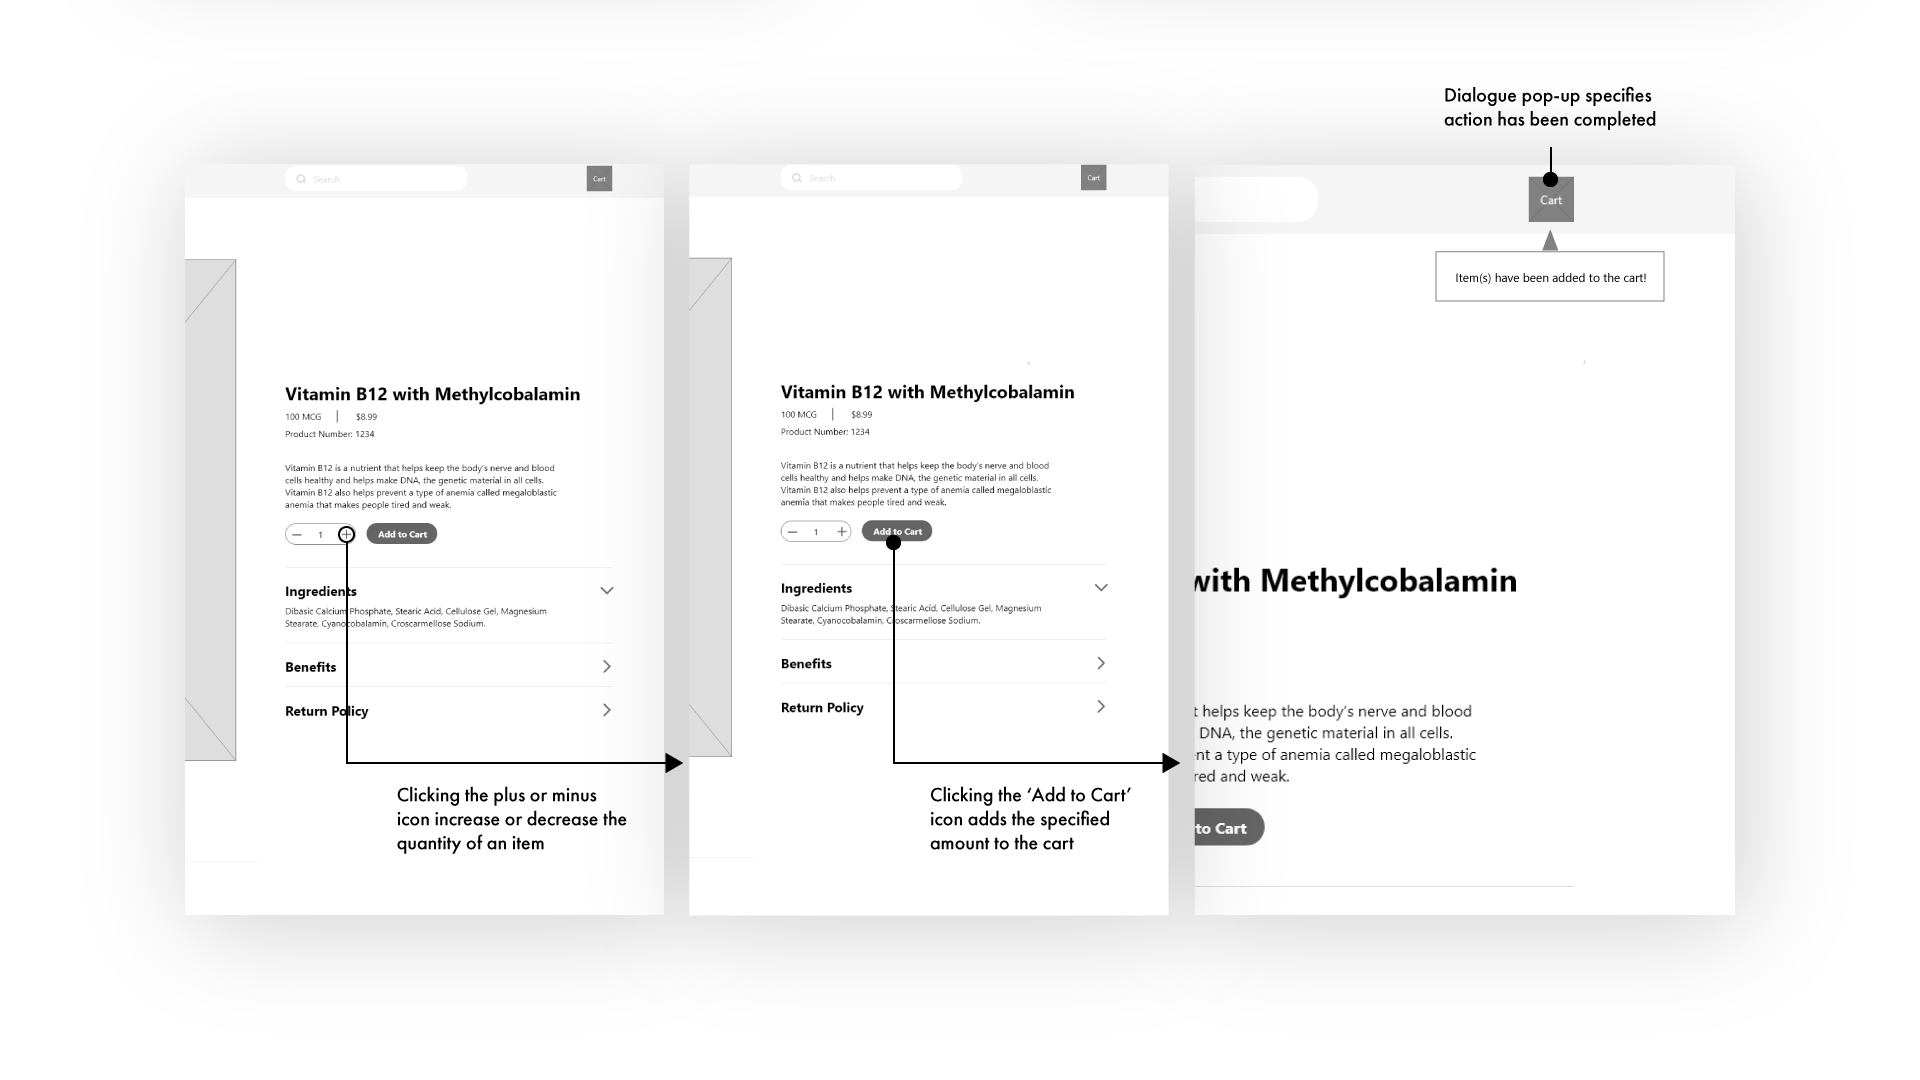 Dialogue pop-up specifies
action has been completed
Search
Cart
Vitamin B12 with Methylcobalamin
100 MCG | $8.99
Product Number: 1234
Vitamin B12 is a nutrient that helps keep the body's nerve and blood
cells healthy and helps make DNA, the genetic material in all cells.
Vitamin B12 also helps prevent a type of anemia called megaloblastic
anemia that makes people tired and weak.
1
Add to Cart
Ingredients
Dibasic Calcium Phosphate, Stearic Acid, Cellulose Gel, Magnesium
Stearate, Cyanocobalamin, Croscarmellose Sodium.
Benefits
Return Policy
Clicking the plus or minus
icon increase or decrease the
quantity of an item
Search
Cart
Vitamin B12 with Methylcobalamin
100 MCG | $8.99
Product Number: 1234
Vitamin B12 is a nutrient that helps keep the body's nerve and blood
cells healthy and helps make DNA, the genetic material in all cells.
Vitamin B12 also helps prevent a type of anemia called megaloblastic
anemia that makes people tired and weak.
1
Add to Cart
Ingredients
Dibasic Calcium Phosphate, Stearic Acid, Cellulose Gel, Magnesium
Stearate, Cyanocobalamin, Croscarmellose Sodium.
Benefits
Return Policy
Clicking the ‘Add to Cart’
icon adds the specified
amount to the cart
Cart
Item(s) have been added to the cart!
with Methylcobalamin
t helps keep the body's nerve and blood
DNA, the genetic material in all cells.
nt a type of anemia called megaloblastic
red and weak.
to Cart